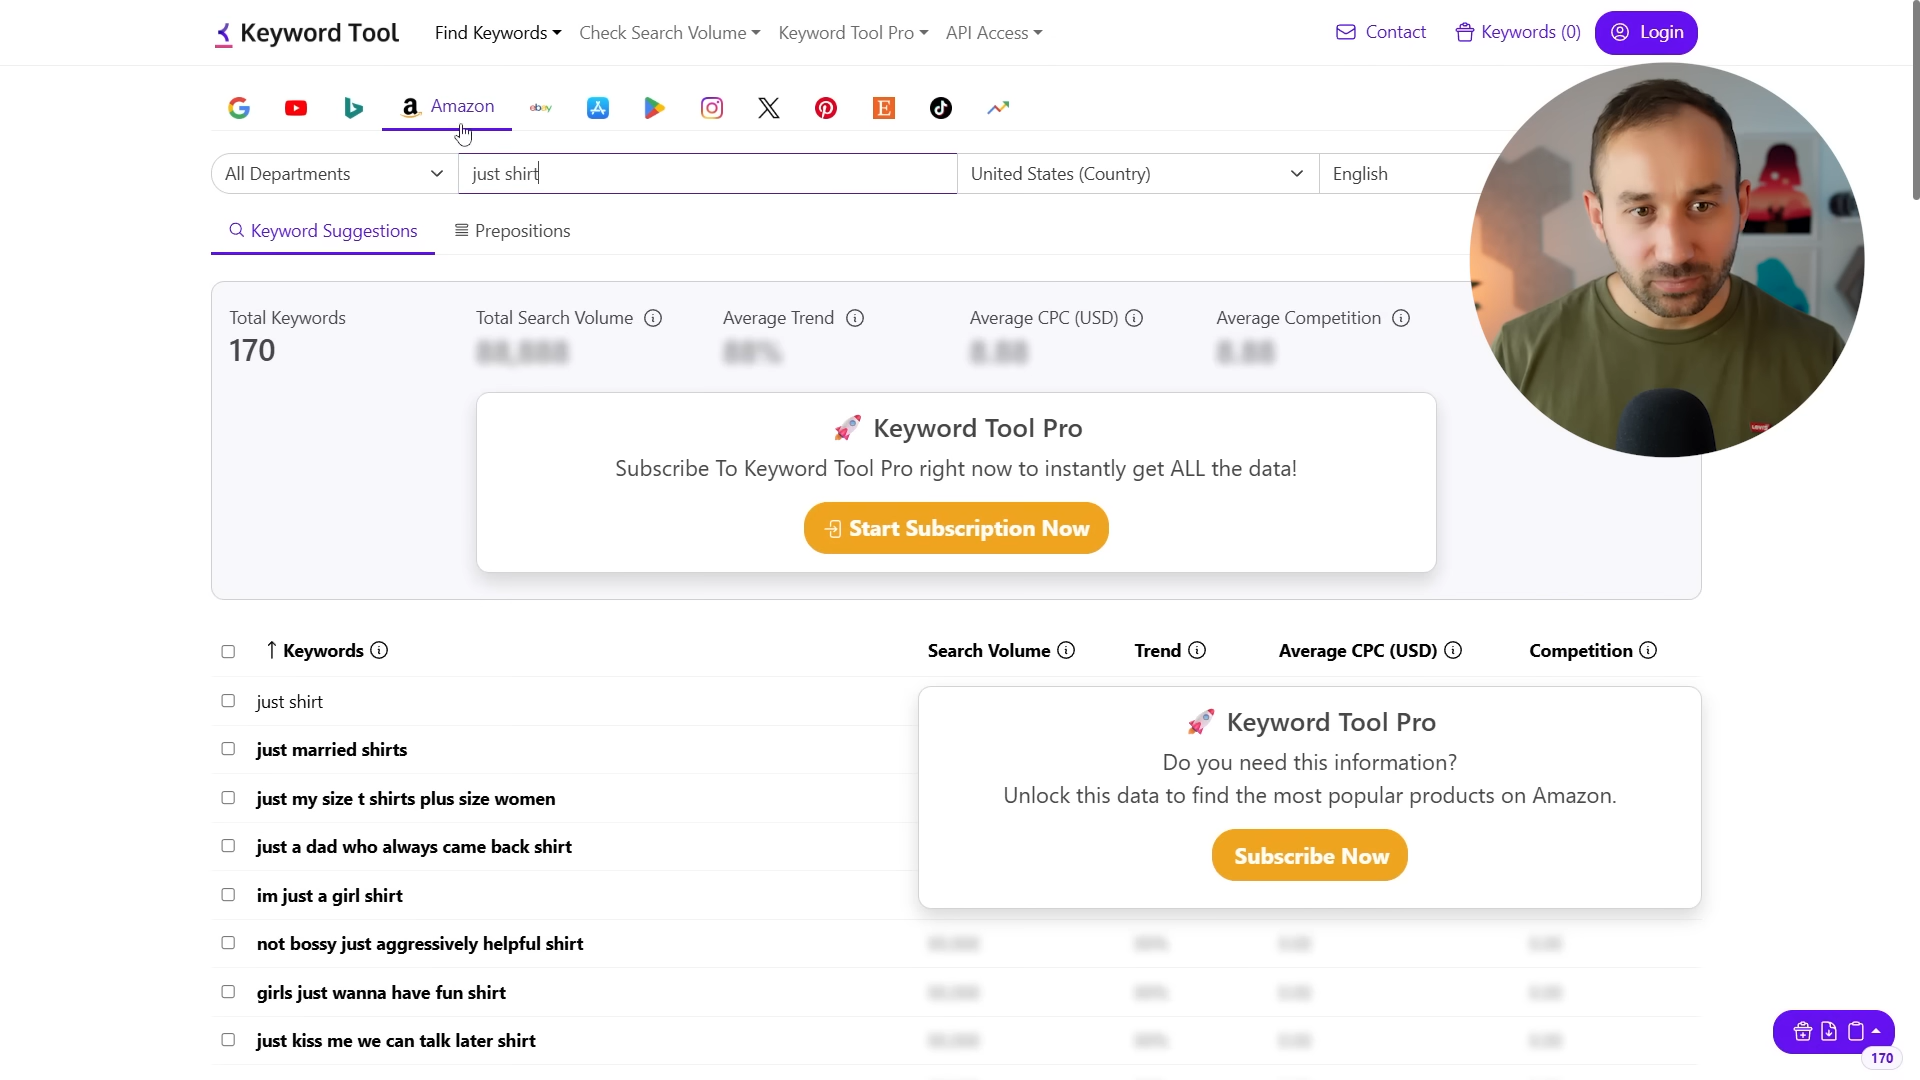 Keyword Tool
Find Keywords
Check Search Volume
Keyword Tool Pro
API Access
Contact
Keywords (0)
Login
Amazon
ebay
All Departments
just shirt
United States (Country)
English
Keyword Suggestions
Prepositions
Total Keywords
170
Total Search Volume
Average Trend
Average CPC (USD)
Average Competition
Keyword Tool Pro
Subscribe To Keyword Tool Pro right now to instantly get ALL the data!
Start Subscription Now
Keywords
Search Volume
Trend
Average CPC (USD)
Competition
just shirt
just married shirts
just my size t shirts plus size women
just a dad who always came back shirt
im just a girl shirt
not bossy just aggressively helpful shirt
girls just wanna have fun shirt
just kiss me we can talk later shirt
Keyword Tool Pro
Do you need this information?
Unlock this data to find the most popular products on Amazon.
Subscribe Now
170